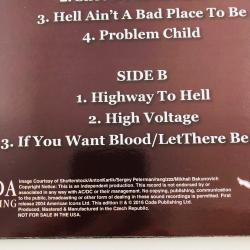 3. Hell Ain't A Bad Place To Be
4. Problem Child
SIDE B
1. Highway To Hell
2. High Voltage
3. If You Want Blood/LetThere Be
Image Courtesy of Shutterstock/AntonKarlik/Sergey Peterman/rangizzz/Mikhail Bakunovich
Copyright Notice: This is an independent production. This record is not endorsed by or
associated in any way with AC/DC or their management. No copying, publishing, communication
to the public, broadcasting or other form of dealing in these sound recordings is permitted. First
release 2004 American Icons Ltd. This edition ℗ & © 2016 Coda Publishing Ltd.
Produced, Mastered & Manufactured in the Czech Republic.
NOT FOR SALE IN THE USA.
DA
HING